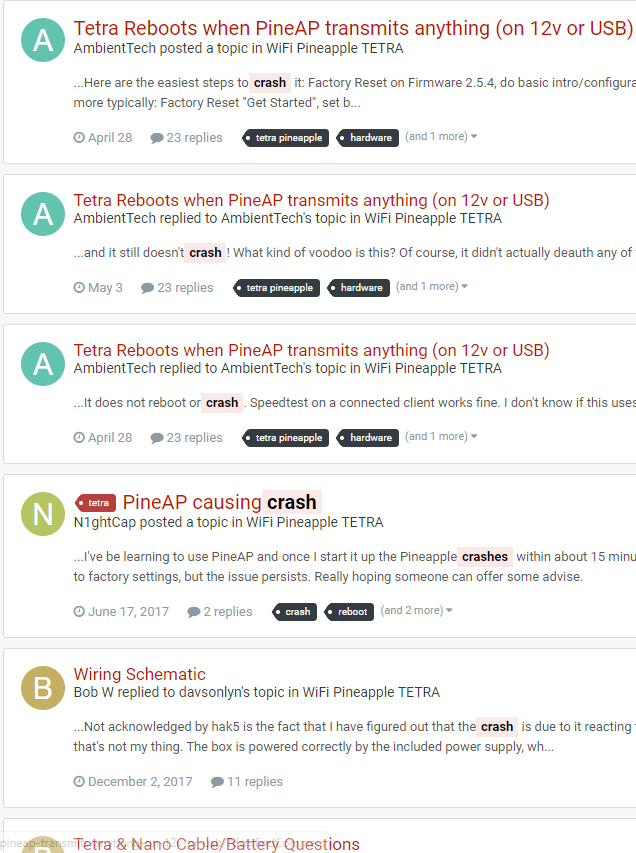 A
Tetra Reboots when PineAP transmits anything (on 12v or USB)
AmbientTech posted a topic in WiFi Pineapple TETRA
...Here are the easiest steps to crash it: Factory Reset on Firmware 2.5.4, do basic intro/configura
more typically: Factory Reset "Get Started", set b...
April 28 23 replies tetra pineapple hardware (and 1 more)
A
Tetra Reboots when PineAP transmits anything (on 12v or USB)
AmbientTech replied to AmbientTech's topic in WiFi Pineapple TETRA
...and it still doesn't crash ! What kind of voodoo is this? Of course, it didn't actually deauth any of
May 3 23 replies tetra pineapple hardware (and 1 more)
A
Tetra Reboots when PineAP transmits anything (on 12v or USB)
AmbientTech replied to AmbientTech's topic in WiFi Pineapple TETRA
...It does not reboot or crash . Speedtest on a connected client works fine. I don't know if this uses
April 28 23 replies tetra pineapple hardware (and 1 more)
N
tetra PineAP causing crash
N1ghtCap posted a topic in WiFi Pineapple TETRA
...I've be learning to use PineAP and once I start it up the Pineapple crashes within about 15 minu
to factory settings, but the issue persists. Really hoping someone can offer some advise.
June 17, 2017 2 replies crash reboot (and 2 more)
B
Wiring Schematic
Bob W replied to davsonlyn's topic in WiFi Pineapple TETRA
...Not acknowledged by hak5 is the fact that I have figured out that the crash is due to it reacting
that's not my thing. The box is powered correctly by the included power supply, wh...
December 2, 2017 11 replies
B
Tetra & Nano Cable/Battery Questions